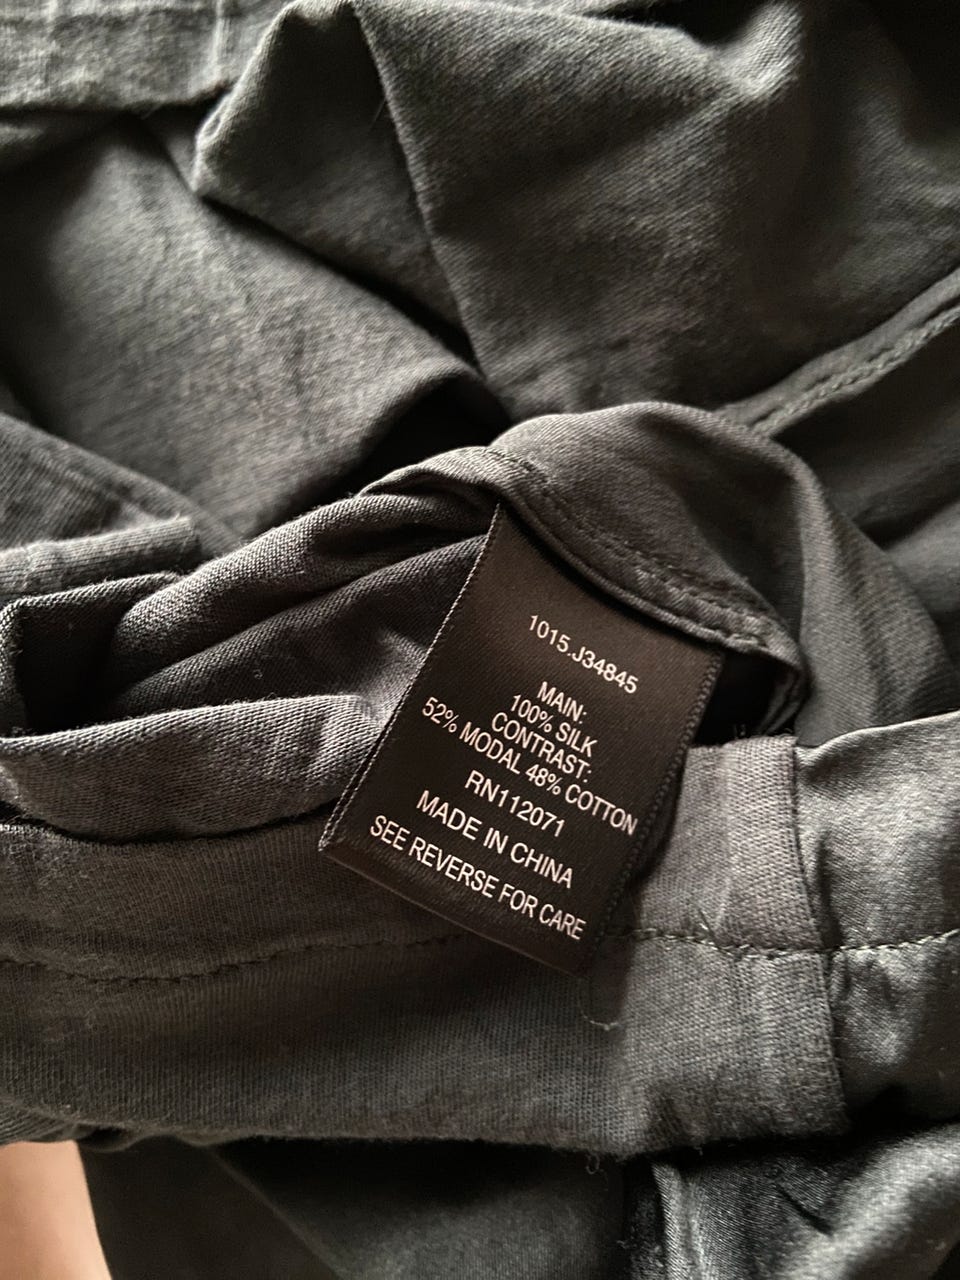 1015.J34845
MAIN:
100% SILK
CONTRAST:
52% MODAL 48% COTTON
RN112071
MADE IN CHINA
SEE REVERSE FOR CARE